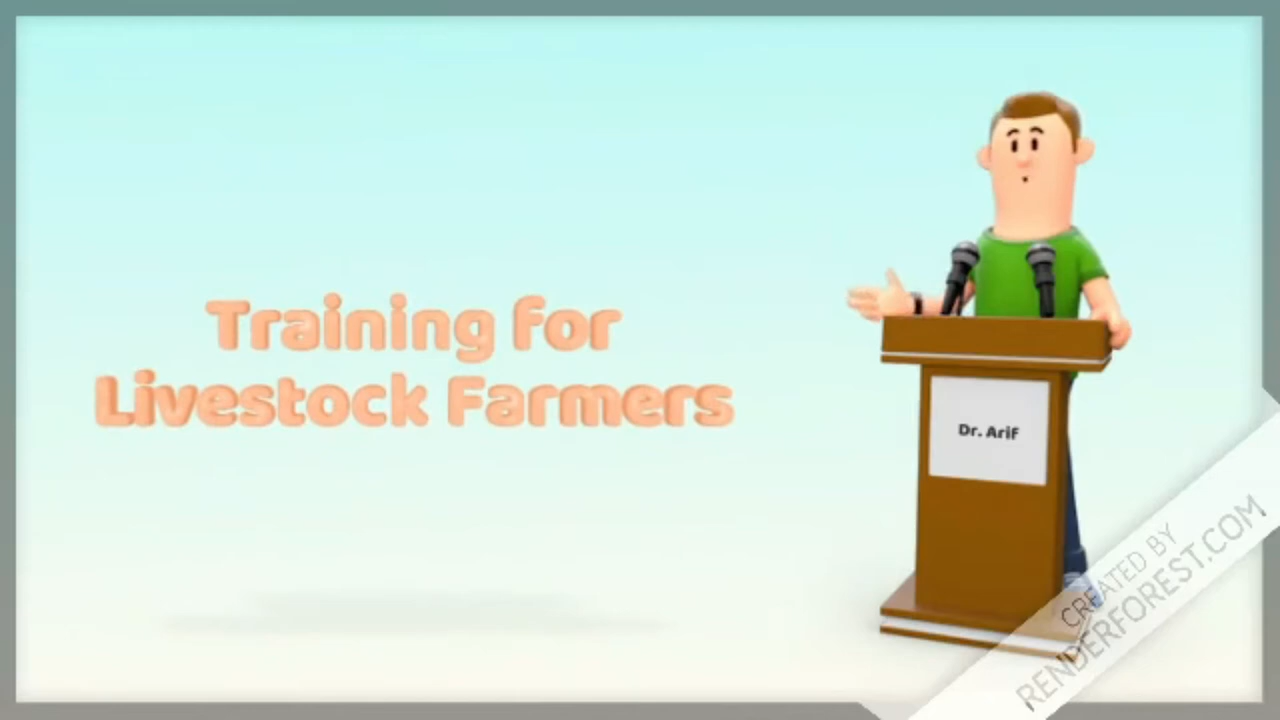 Training for
Livestock Farmers
Dr. Arif
CREATED BY
RENDERFOREST.COM